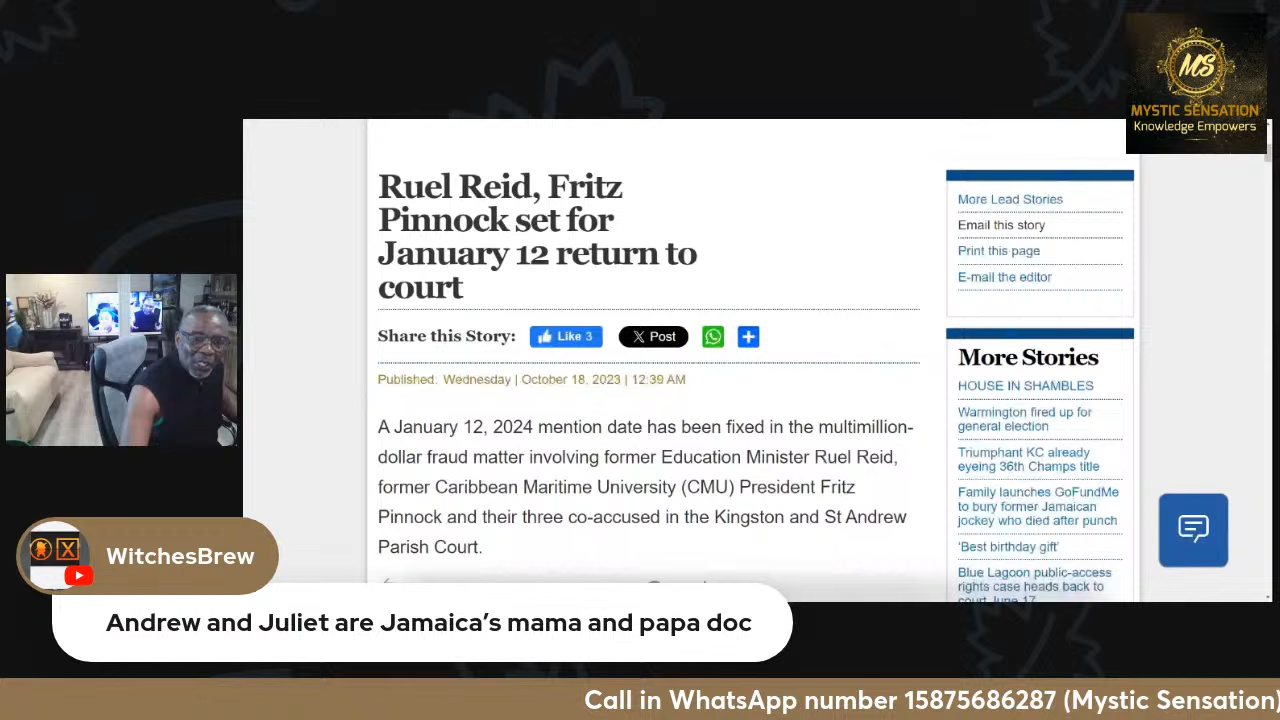 MS
MYSTIC SENSATION
Knowledge Empowers
Ruel Reid, Fritz
Pinnock set for
January 12 return to
court
Share this Story:
Like 3
X Post
Published: Wednesday | October 18, 2023 | 12:39 AM
A January 12, 2024 mention date has been fixed in the multimillion-
dollar fraud matter involving former Education Minister Ruel Reid,
former Caribbean Maritime University (CMU) President Fritz
Pinnock and their three co-accused in the Kingston and St Andrew
Parish Court.
More Lead Stories
Email this story
Print this page
E-mail the editor
More Stories
HOUSE IN SHAMBLES
Warmington fired up for
general election
Triumphant KC already
eyeing 36th Champs title
Family launches GoFundMe
to bury former Jamaican
jockey who died after punch
‘Best birthday gift’
Blue Lagoon public-access
rights case heads back to
court June 17
WitchesBrew
Andrew and Juliet are Jamaica’s mama and papa doc
Call in WhatsApp number 15875686287 (Mystic Sensation)